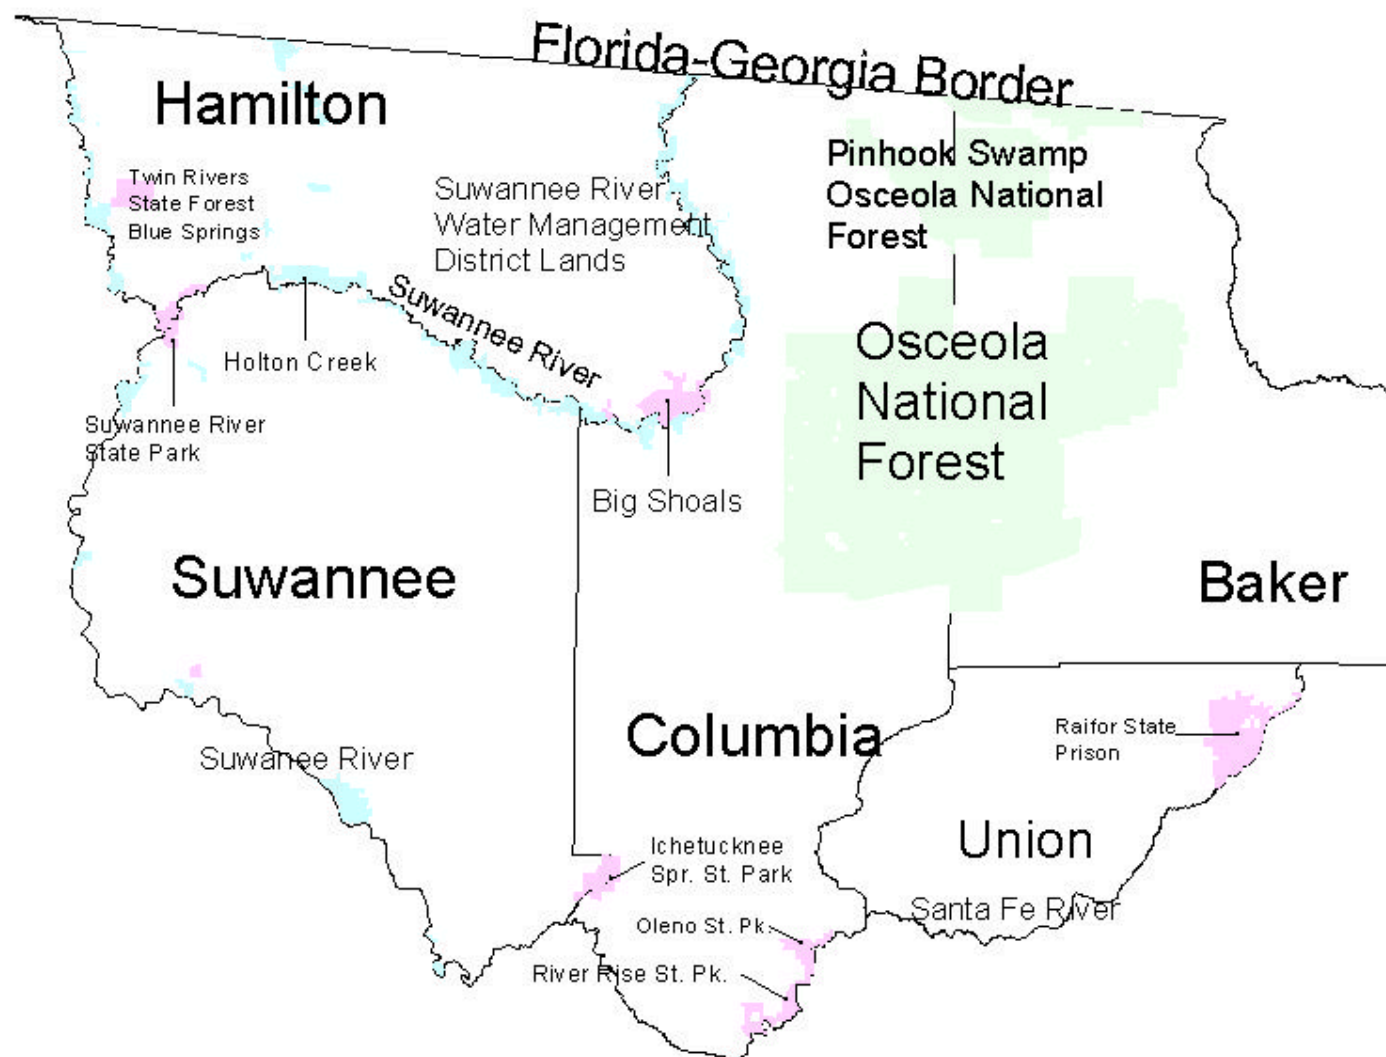 Florida-Georgia Border
Hamilton
Pinhook Swamp
Osceola National
Forest
Twin Rivers
State Forest
Blue Springs
Suwannee River
Water Management
District Lands
Suwannee River
Holton Creek
Osceola
National
Forest
Suwannee River
State Park
Big Shoals
Suwannee
Baker
Columbia
Raifor State
Prison
Suwanee River
Union
Ichetucknee
Spr. St. Park
Santa Fe River
Oleno St. Pk.
River Rise St. Pk.